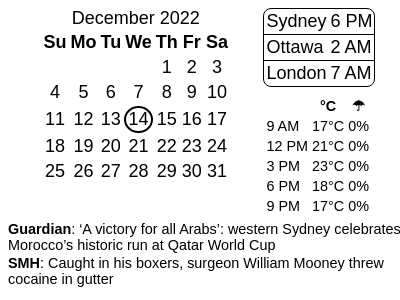 December 2022
Su Mo Tu We Th Fr Sa
1 2 3
4 5 6 7 8 9 10
11 12 13 14 15 16 17
18 19 20 21 22 23 24
25 26 27 28 29 30 31
Sydney 6 PM
Ottawa 2 AM
London 7 AM
°C ☂
9 AM 17°C 0%
12 PM 21°C 0%
3 PM 23°C 0%
6 PM 18°C 0%
9 PM 17°C 0%
Guardian: ‘A victory for all Arabs’: western Sydney celebrates
Morocco’s historic run at Qatar World Cup
SMH: Caught in his boxers, surgeon William Mooney threw
cocaine in gutter